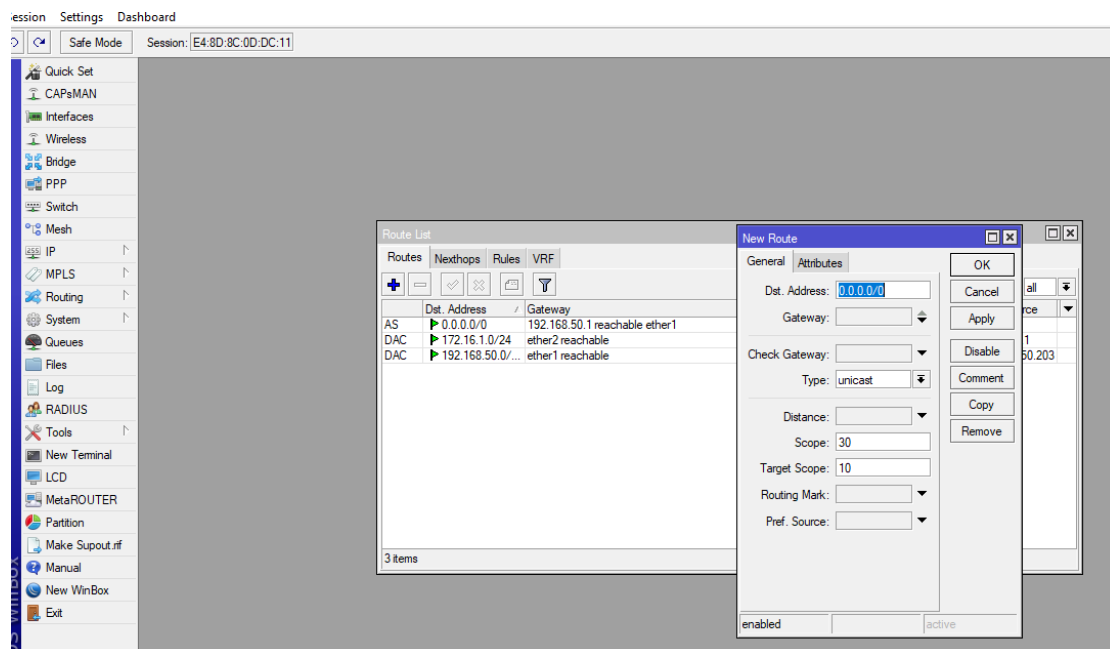 ession Settings Dashboard
Safe Mode Session: E4:8D:8C:0D:DC:11
Quick Set
CAPsMAN
Interfaces
Wireless
Bridge
PPP
Switch
Mesh
IP
MPLS
Routing
System
Queues
Files
Log
RADIUS
Tools
New Terminal
LCD
MetaROUTER
Partition
Make Supout.rif
Manual
New WinBox
Exit
WinBox
Route List
Routes Nexthops Rules VRF
all
Dst. Address Gateway rce
AS 0.0.0.0/0 192.168.50.1 reachable ether1
DAC 172.16.1.0/24 ether2 reachable 1
DAC 192.168.50.0/... ether1 reachable 50.203
3 items
New Route
General Attributes
Dst. Address: 0.0.0.0/0
Gateway:
Check Gateway:
Type: unicast
Distance:
Scope: 30
Target Scope: 10
Routing Mark:
Pref. Source:
OK
Cancel
Apply
Disable
Comment
Copy
Remove
enabled active